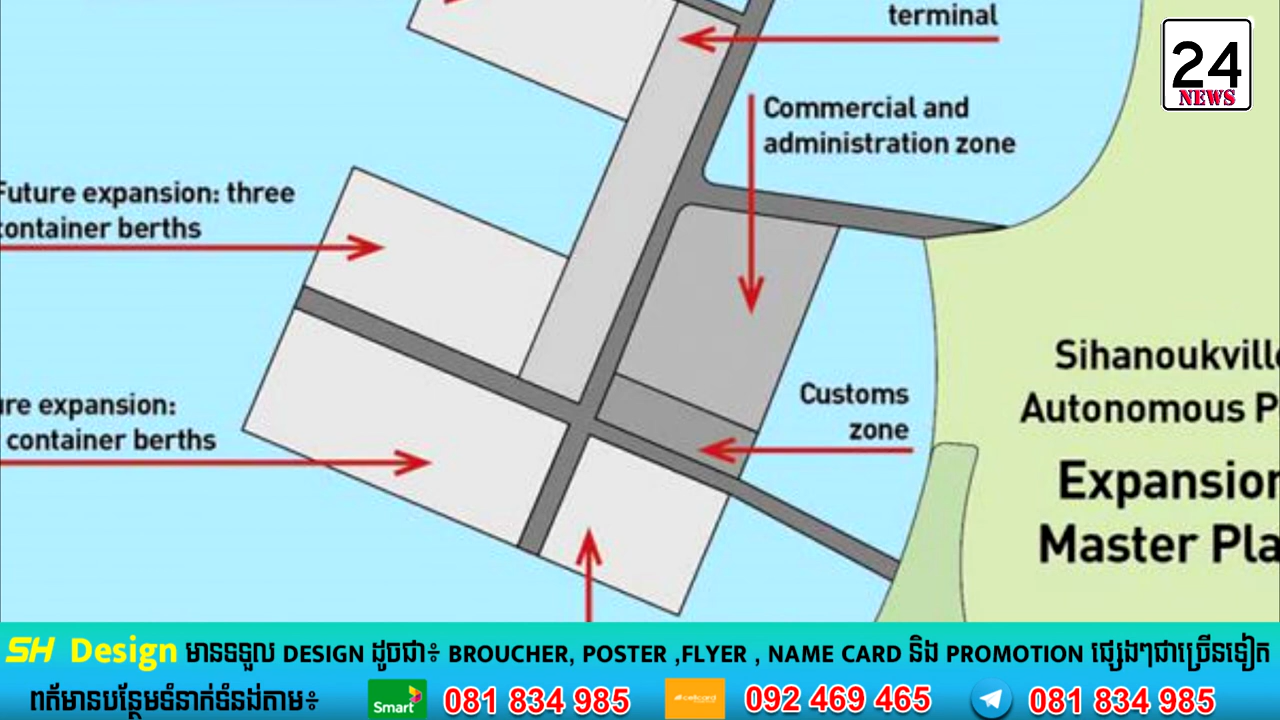 terminal
24
NEWS
Commercial and
administration zone
Future expansion: three
container berths
Customs
zone
expansion:
container berths
Sihanoukville
Autonomous P
Expansion
Master Pla
SH Design មានទទួល DESIGN ដូចជា៖ BROUCHER, POSTER ,FLYER , NAME CARD និង PROMOTION ផ្សេងៗជាច្រើនទៀត
ពត៌មានបន្ថែមទំនាក់ទំនង់តាម៖ Smart 081 834 985 cellcard 092 469 465 081 834 985